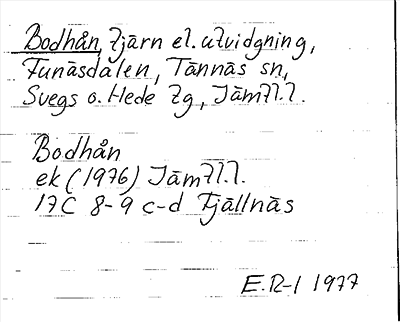 Bodhån, tjärn el. utvidgning,
Funäsdalen, Tännäs sn,
Svegs o. Hede tg, Jämtl. l.
Bodhån
ek (1976) Jämtl. l.
17C 8-9 c-d Fjällnäs
E.R-l 1977